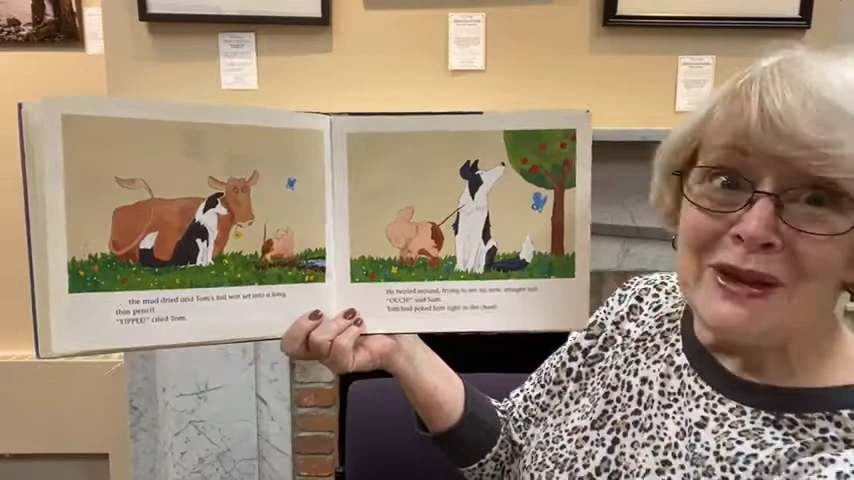 the mud dried and Tom's tail was set into a long,
thin pencil.
"YIPPEE!" cried Tom.
He twirled around, trying to see his new, straight tail.
"OUCH!" said Sam.
Tom had poked him right in the chest!